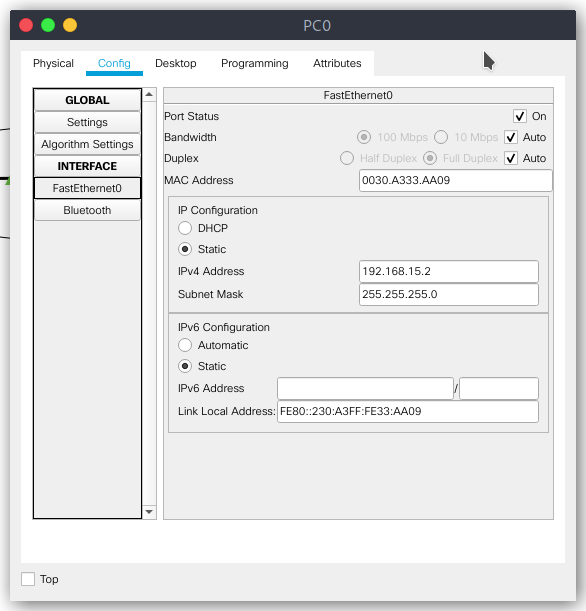 PC0
Physical Config Desktop Programming Attributes
GLOBAL
Settings
Algorithm Settings
INTERFACE
FastEthernet0
Bluetooth
FastEthernet0
Port Status On
Bandwidth 100 Mbps 10 Mbps Auto
Duplex Half Duplex Full Duplex Auto
MAC Address 0030.A333.AA09
IP Configuration
DHCP
Static
IPv4 Address 192.168.15.2
Subnet Mask 255.255.255.0
IPv6 Configuration
Automatic
Static
IPv6 Address /
Link Local Address: FE80::230:A3FF:FE33:AA09
Top